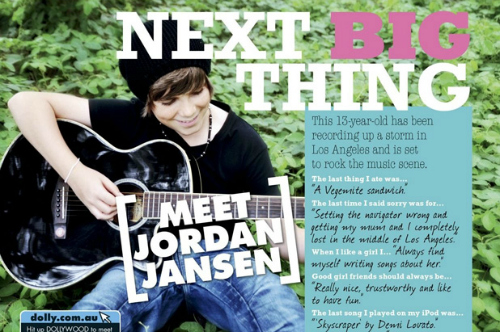 NEXT BIG
THING
This 13-year-old has been
recording up a storm in
Los Angeles and is set
to rock the music scene.
The last thing I ate was...
"A Vegemite sandwich."
The last time I said sorry was for...
"Setting the navigator wrong and
getting my mum and I completely
lost in the middle of Los Angeles.
When I like a girl I... Always find
myself writing songs about her."
Good girl friends should always be...
"Really nice, trustworthy and like
to have fun."
The last song I played on my iPod was...
"'Skyscraper' by Demi Lovato."
[MEET
JORDAN
JANSEN]
dolly.com.au
Hit up DOLLYWOOD to meet